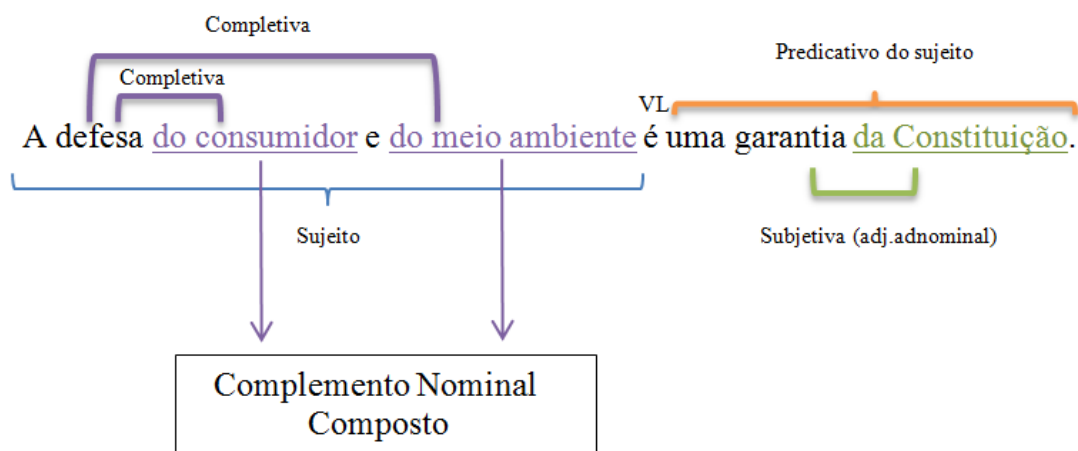 Completiva
Predicativo do sujeito
Completiva
VL
A defesa do consumidor e do meio ambiente é uma garantia da Constituição.
Sujeito
Subjetiva (adj.adnominal)
Complemento Nominal
Composto